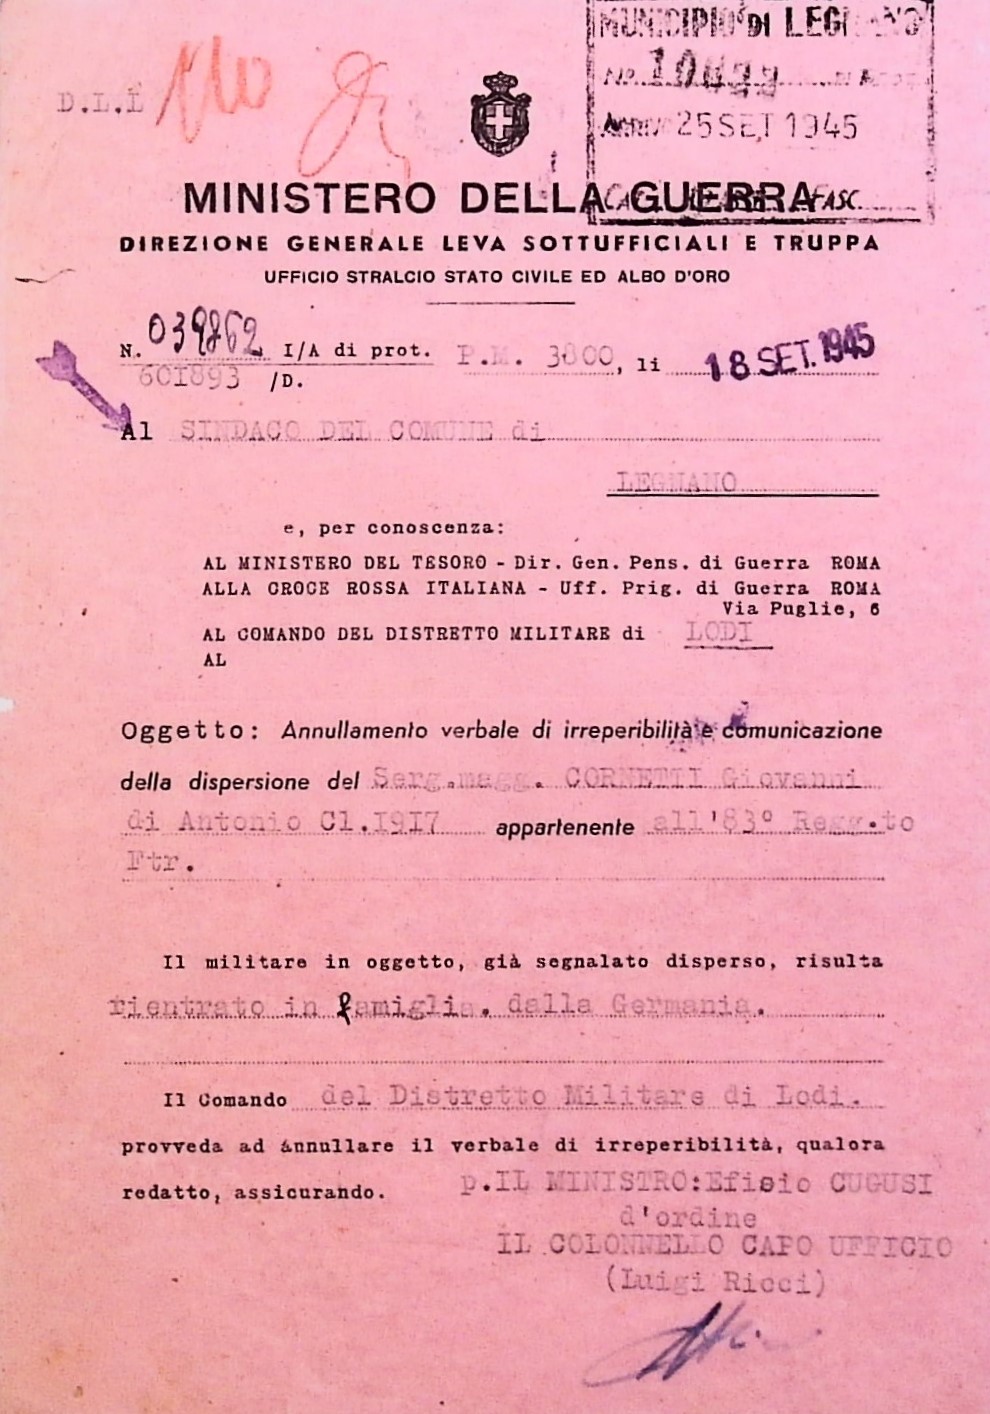 MUNICIPIO DI LEGNANO
D.L.E
ARRIVO 25 SET 1945
MINISTERO DELLA GUERRA
CAT. FASC.
DIREZIONE GENERALE LEVA SOTTUFFICIALI E TRUPPA
UFFICIO STRALCIO STATO CIVILE ED ALBO D'ORO
N. 039862 I/A di prot. P.M. 3800, li 18 SET. 1945
601893 /D.
Al SINDACO DEL COMUNE di
LEGNANO
e, per conoscenza:
AL MINISTERO DEL TESORO - Dir. Gen. Pens. di Guerra ROMA
ALLA CROCE ROSSA ITALIANA - Uff. Prig. di Guerra ROMA
Via Puglie, 6
AL COMANDO DEL DISTRETTO MILITARE di LODI
AL
Oggetto: Annullamento verbale di irreperibilità e comunicazione
della dispersione del Serg.magg. CORNETTI Giovanni
di Antonio Cl.1917 appartenente all'83° Regg.to
Ftr.
Il militare in oggetto, già segnalato disperso, risulta
rientrato in famiglia. dalla Germania.
Il Comando del Distretto Militare di Lodi.
provveda ad annullare il verbale di irreperibilità, qualora
redatto, assicurando. p.IL MINISTRO:Efisio CUGUSI
d'ordine
IL COLONNELLO CAPO UFFICIO
(Luigi Ricci)